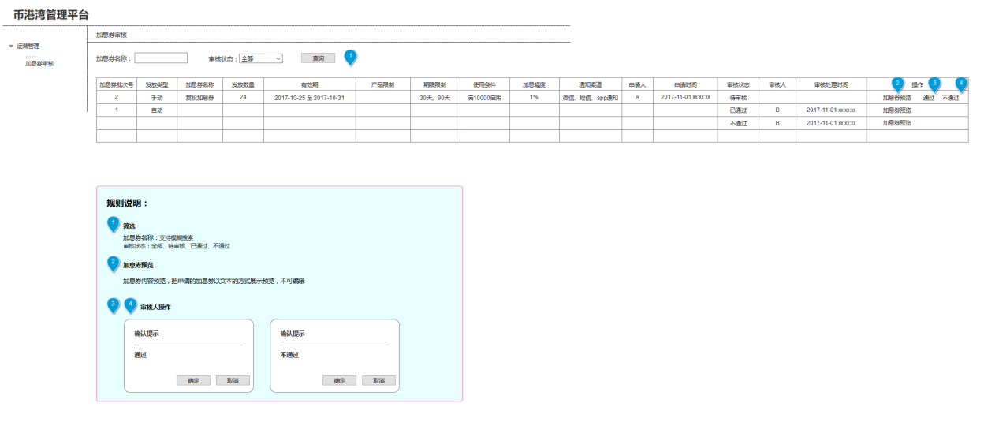 币港湾管理平台
加息券审核
运营管理
......
加息券审核
加息券名称： 审核状态： 全部 查询 1
加息券批次号 发放类型 加息券名称 发放数量 有效期 产品限制 期限限制 使用条件 加息幅度 通知渠道 申请人 申请时间 审核状态 审核人 审核处理时间 2 操作 3 4
2 手动 复投加息券 24 2017-10-25 至 2017-10-31 30天、90天 满10000启用 1% 微信、短信、app通知 A 2017-11-01 xx:xx:xx 待审核 加息券预览 通过 不通过
1 自动 已通过 B 2017-11-01 xx:xx:xx 加息券预览
不通过 B 2017-11-01 xx:xx:xx 加息券预览
规则说明：
1 筛选
加息券名称：支持模糊搜索
审核状态：全部、待审核、已通过、不通过
2 加息券预览
加息券内容预览，把申请的加息券以文本的方式展示预览，不可编辑
3 4 审核人操作
确认提示 确认提示
通过 不通过
确定 取消 确定 取消